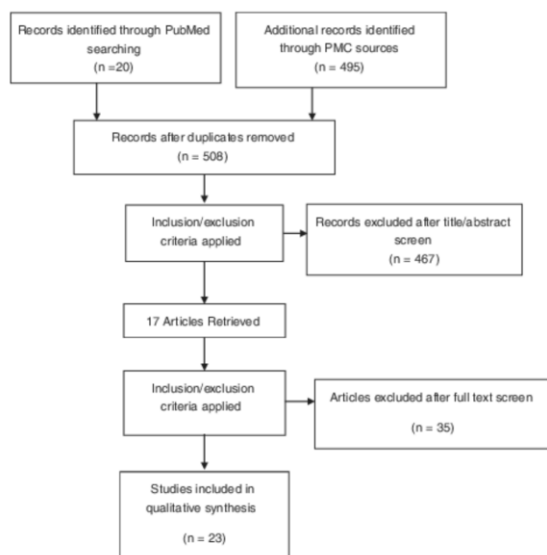 Records identified through PubMed
searching
(n =20)
Additional records identified
through PMC sources
(n = 495)
Records after duplicates removed
(n = 508)
Inclusion/exclusion
criteria applied
Records excluded after title/abstract
screen
(n = 467)
17 Articles Retrieved
Inclusion/exclusion
criteria applied
Articles excluded after full text screen
(n = 35)
Studies included in
qualitative synthesis
(n = 23)